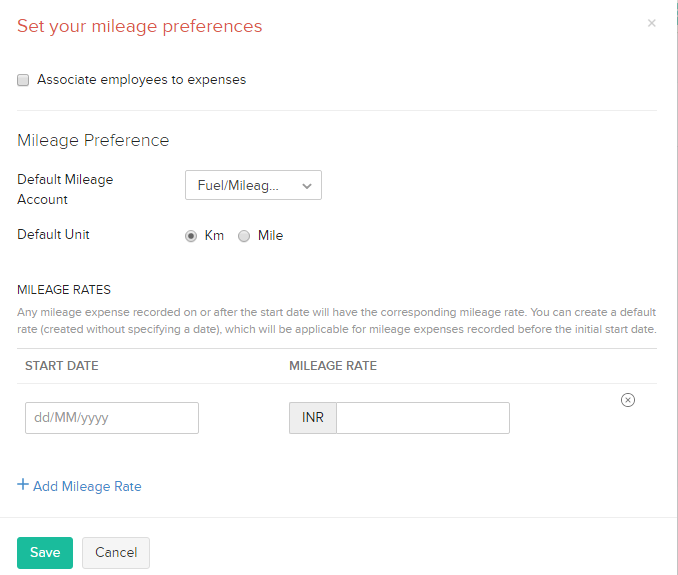 Set your mileage preferences
Associate employees to expenses
Mileage Preference
Default Mileage
Account
Fuel/Mileag...
Default Unit
Km
Mile
MILEAGE RATES
Any mileage expense recorded on or after the start date will have the corresponding mileage rate. You can create a default
rate (created without specifying a date), which will be applicable for mileage expenses recorded before the initial start date.
START DATE
MILEAGE RATE
dd/MM/yyyy
INR
+ Add Mileage Rate
Save
Cancel